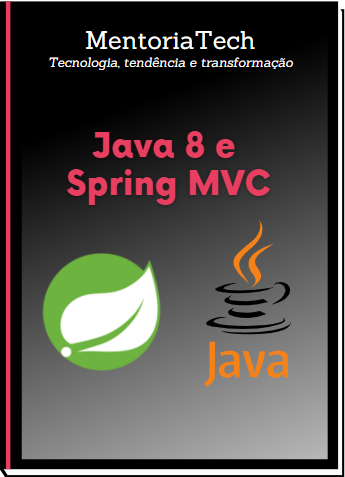 MentoriaTech
Tecnologia, tendência e transformação
Java 8 e
Spring MVC
Java